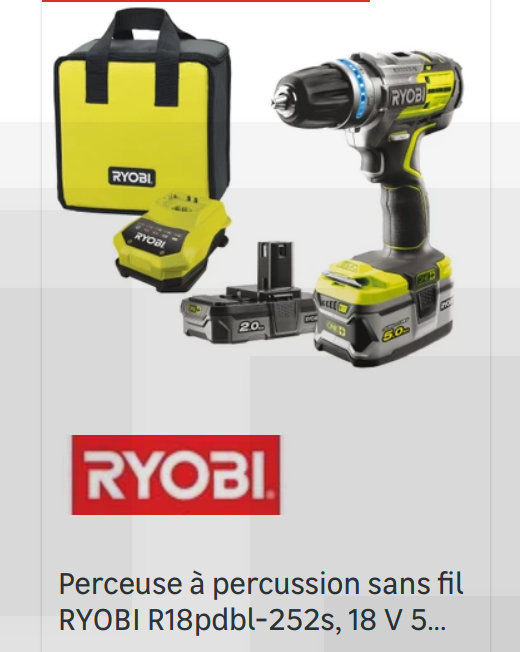 RYOBI
RYOBI
RYOBI
2.0
5.0
RYOBI
Perceuse à percussion sans fil
RYOBI R18pdbl-252s, 18 V 5...